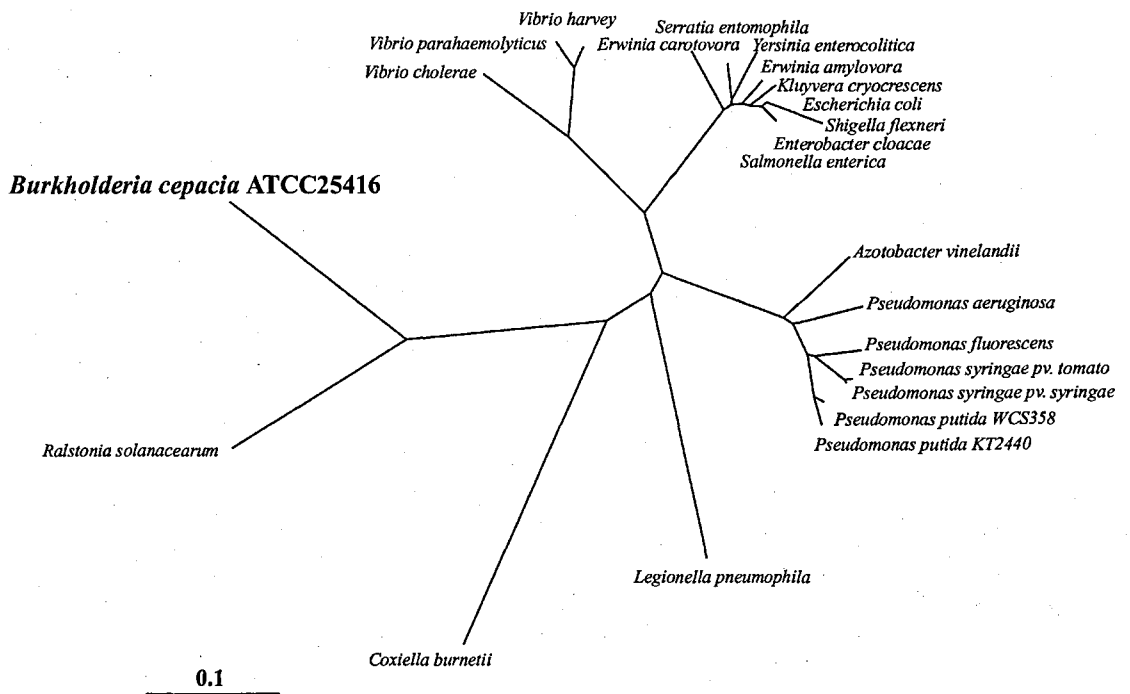 Vibrio harvey
Serratia entomophila
Vibrio parahaemolyticus
Erwinia carotovora
Yersinia enterocolitica
Vibrio cholerae
Erwinia amylovora
Kluyvera cryocrescens
Escherichia coli
Shigella flexneri
Enterobacter cloacae
Salmonella enterica
Burkholderia cepacia ATCC25416
Azotobacter vinelandii
Pseudomonas aeruginosa
Pseudomonas fluorescens
Pseudomonas syringae pv. tomato
Pseudomonas syringae pv. syringae
Pseudomonas putida WCS358
Pseudomonas putida KT2440
Ralstonia solanacearum
Legionella pneumophila
Coxiella burnetii
0.1